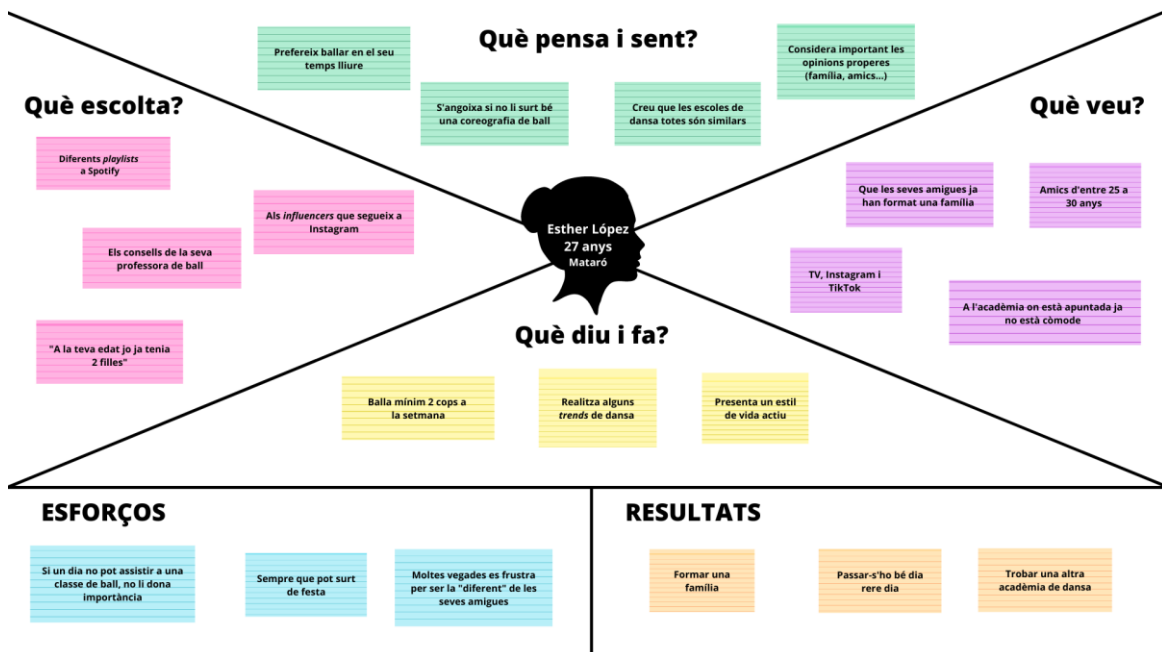 Què pensa i sent?
Prefereix ballar en el seu
temps lliure
S'angoixa si no li surt bé
una coreografia de ball
Creu que les escoles de
dansa totes són similars
Considera important les
opinions properes
(família, amics...)
Què escolta?
Diferents playlists
a Spotify
Als influencers que segueix a
Instagram
Els consells de la seva
professora de ball
"A la teva edat jo ja tenia
2 filles"
Esther López
27 anys
Mataró
Què veu?
Que les seves amigues ja
han format una família
Amics d'entre 25 a
30 anys
TV, Instagram i
TikTok
A l'acadèmia on està apuntada ja
no està còmode
Què diu i fa?
Balla mínim 2 cops a
la setmana
Realitza alguns
trends de dansa
Presenta un estil
de vida actiu
ESFORÇOS
Si un dia no pot assistir a una
classe de ball, no li dona
importància
Sempre que pot surt
de festa
Moltes vegades es frustra
per ser la "diferent" de les
seves amigues
RESULTATS
Formar una
família
Passar-s'ho bé dia
rere dia
Trobar una altra
acadèmia de dansa